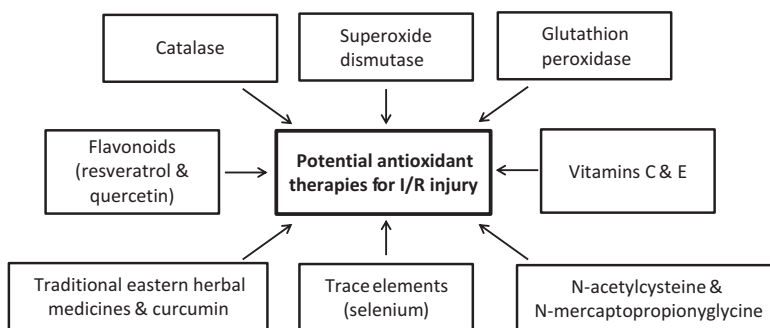 Catalase
Superoxide
dismutase
Glutathion
peroxidase
Flavonoids
(resveratrol &
quercetin)
Potential antioxidant
therapies for I/R injury
Vitamins C & E
Traditional eastern herbal
medicines & curcumin
Trace elements
(selenium)
N-acetylcysteine &
N-mercaptopropionyglycine